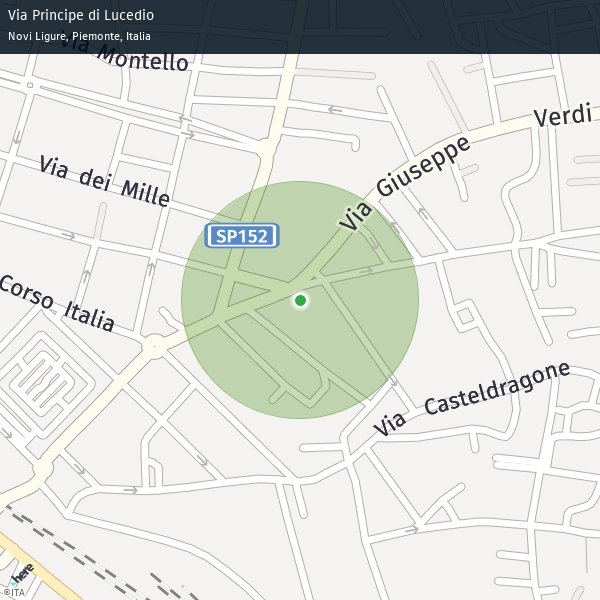 Via Principe di Lucedio
Novi Ligure, Piemonte, Italia
Via Montello
Verdi
Via Giuseppe
Via dei Mille
SP152
Corso Italia
Via Casteldragone
here
©ITA